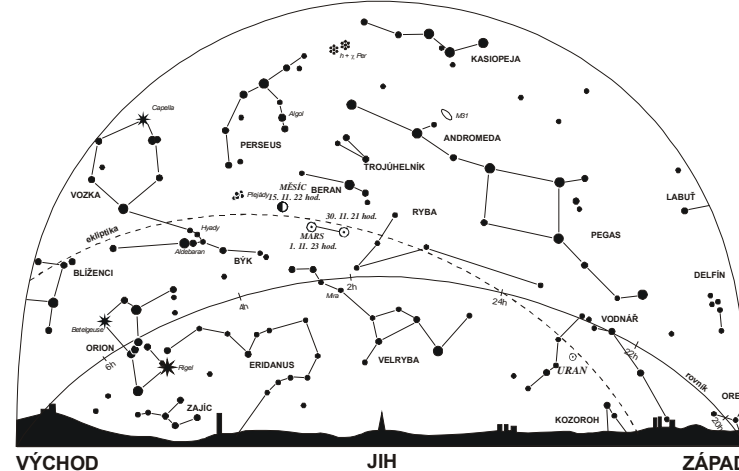 KASIOPEJA
h + χ Per
Capella
Algol
M31
PERSEUS
ANDROMEDA
TROJÚHELNÍK
MĚSÍC
15. 11. 22 hod.
Plejády
BERAN
VOZKA
LABUŤ
30. 11. 21 hod.
RYBA
ekliptika
Hyady
MARS
1. 11. 23 hod.
PEGAS
Aldebaran
BÝK
BLÍŽENCI
DELFÍN
2h
Mira
4h
24h
VODNÁŘ
Betelgeuse
ORION
6h
Rigel
ERIDANUS
VELRYBA
URAN
22h
rovník
ZAJÍC
KOZOROH
20h
ORE
VÝCHOD
JIH
ZÁPAD